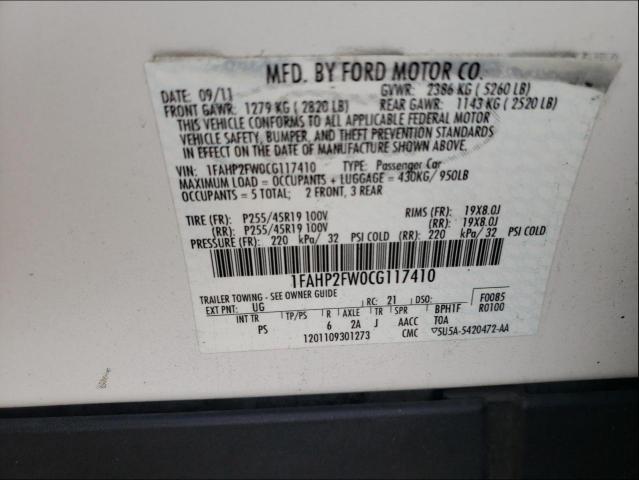 MFD. BY FORD MOTOR CO.
DATE: 09/11 GVWR: 2386 KG ( 5260 LB)
FRONT GAWR: 1279 KG ( 2820 LB) REAR GAWR: 1143 KG ( 2520 LB)
THIS VEHICLE CONFORMS TO ALL APPLICABLE FEDERAL MOTOR
VEHICLE SAFETY, BUMPER, AND THEFT PREVENTION STANDARDS
IN EFFECT ON THE DATE OF MANUFACTURE SHOWN ABOVE.
VIN: 1FAHP2FW0CG117410 TYPE: Passenger Car
MAXIMUM LOAD = OCCUPANTS + LUGGAGE = 430KG/ 950LB
OCCUPANTS = 5 TOTAL; 2 FRONT, 3 REAR
TIRE (FR): P255/45R19 100V RIMS (FR): 19X8.0J
(RR): P255/45R19 100V (RR): 19X8.0J
PRESSURE (FR): 220 kPa/ 32 PSI COLD (RR): 220 kPa/ 32 PSI COLD
1FAHP2FW0CG117410
TRAILER TOWING - SEE OWNER GUIDE
EXT PNT: UG RC: 21 DSO: F0085
INT TR TP/PS R AXLE TR SPR BPH1F R0100
PS 6 2A J AACC TOA
1201109301273 CMC ▽5U5A-5420472-AA